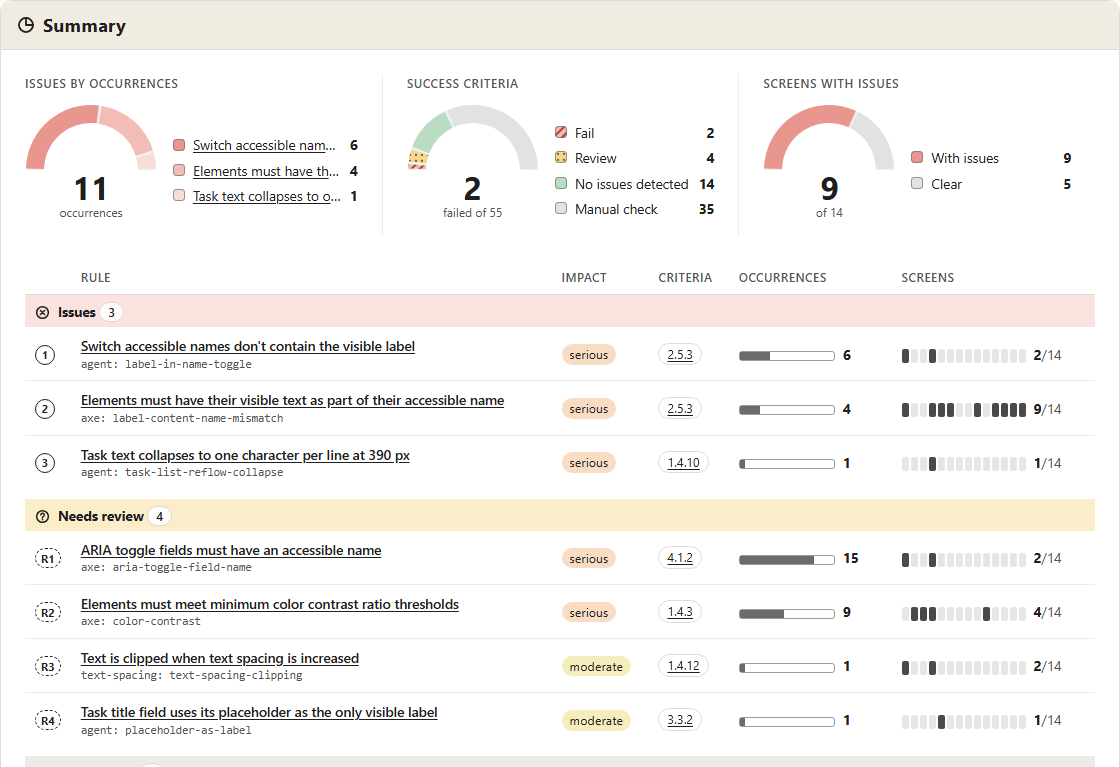 Summary
ISSUES BY OCCURRENCES
11
occurrences
Switch accessible nam... 6
Elements must have th... 4
Task text collapses to o... 1
SUCCESS CRITERIA
2
failed of 55
Fail 2
Review 4
No issues detected 14
Manual check 35
SCREENS WITH ISSUES
9
of 14
With issues 9
Clear 5
RULE IMPACT CRITERIA OCCURRENCES SCREENS
Issues 3
1 Switch accessible names don't contain the visible label serious 2.5.3 6 2/14
agent: label-in-name-toggle
2 Elements must have their visible text as part of their accessible name serious 2.5.3 4 9/14
axe: label-content-name-mismatch
3 Task text collapses to one character per line at 390 px serious 1.4.10 1 1/14
agent: task-list-reflow-collapse
Needs review 4
R1 ARIA toggle fields must have an accessible name serious 4.1.2 15 2/14
axe: aria-toggle-field-name
R2 Elements must meet minimum color contrast ratio thresholds serious 1.4.3 9 4/14
axe: color-contrast
R3 Text is clipped when text spacing is increased moderate 1.4.12 1 2/14
text-spacing: text-spacing-clipping
R4 Task title field uses its placeholder as the only visible label moderate 3.3.2 1 1/14
agent: placeholder-as-label